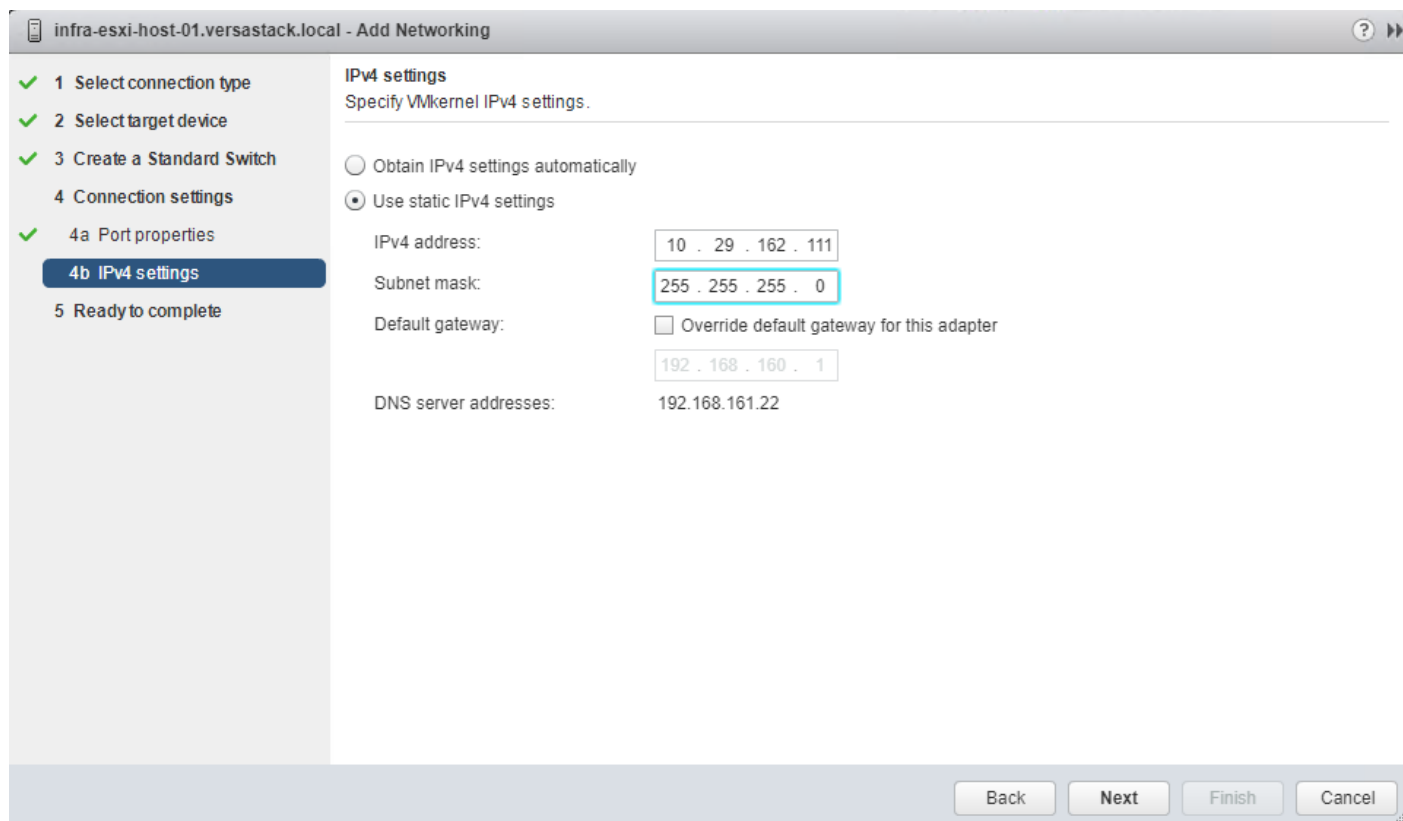 infra-esxi-host-01.versastack.local - Add Networking
?
1 Select connection type
2 Select target device
3 Create a Standard Switch
4 Connection settings
4a Port properties
4b IPv4 settings
5 Ready to complete
IPv4 settings
Specify VMkernel IPv4 settings.
Obtain IPv4 settings automatically
Use static IPv4 settings
IPv4 address: 10 . 29 . 162 . 111
Subnet mask: 255 . 255 . 255 . 0
Default gateway: Override default gateway for this adapter
192 . 168 . 160 . 1
DNS server addresses: 192.168.161.22
Back Next Finish Cancel